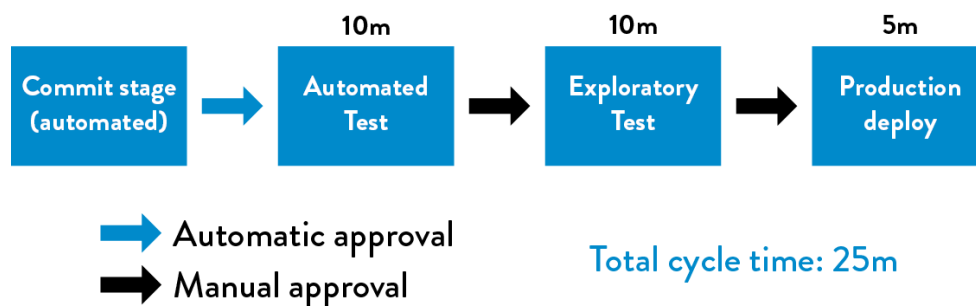 10m
10m
5m
Commit stage
(automated)
Automated
Test
Exploratory
Test
Production
deploy
Automatic approval
Manual approval
Total cycle time: 25m